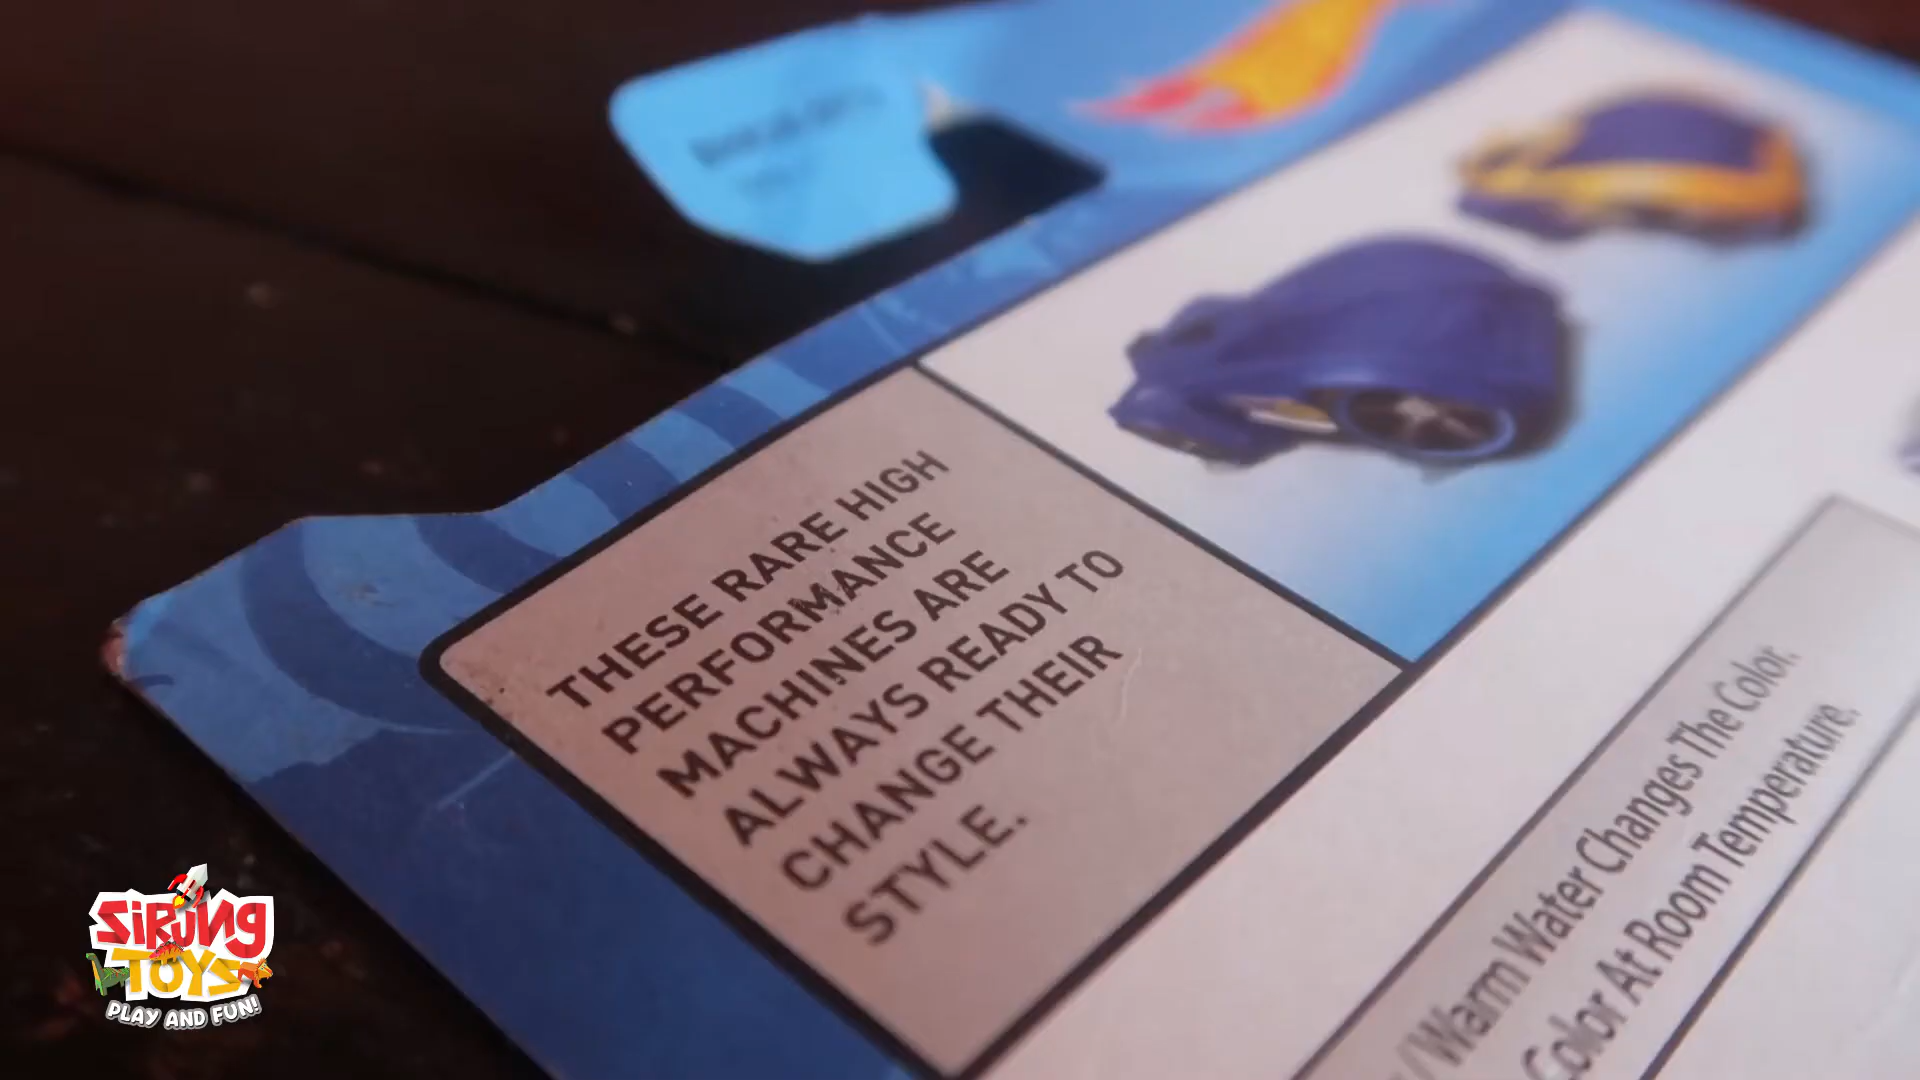 THESE RARE HIGH
PERFORMANCE
MACHINES ARE
ALWAYS READY TO
CHANGE THEIR
STYLE.
/ Warm Water Changes The Color.
Color At Room Temperature.
SiRUNG
TOYS
PLAY AND FUN!